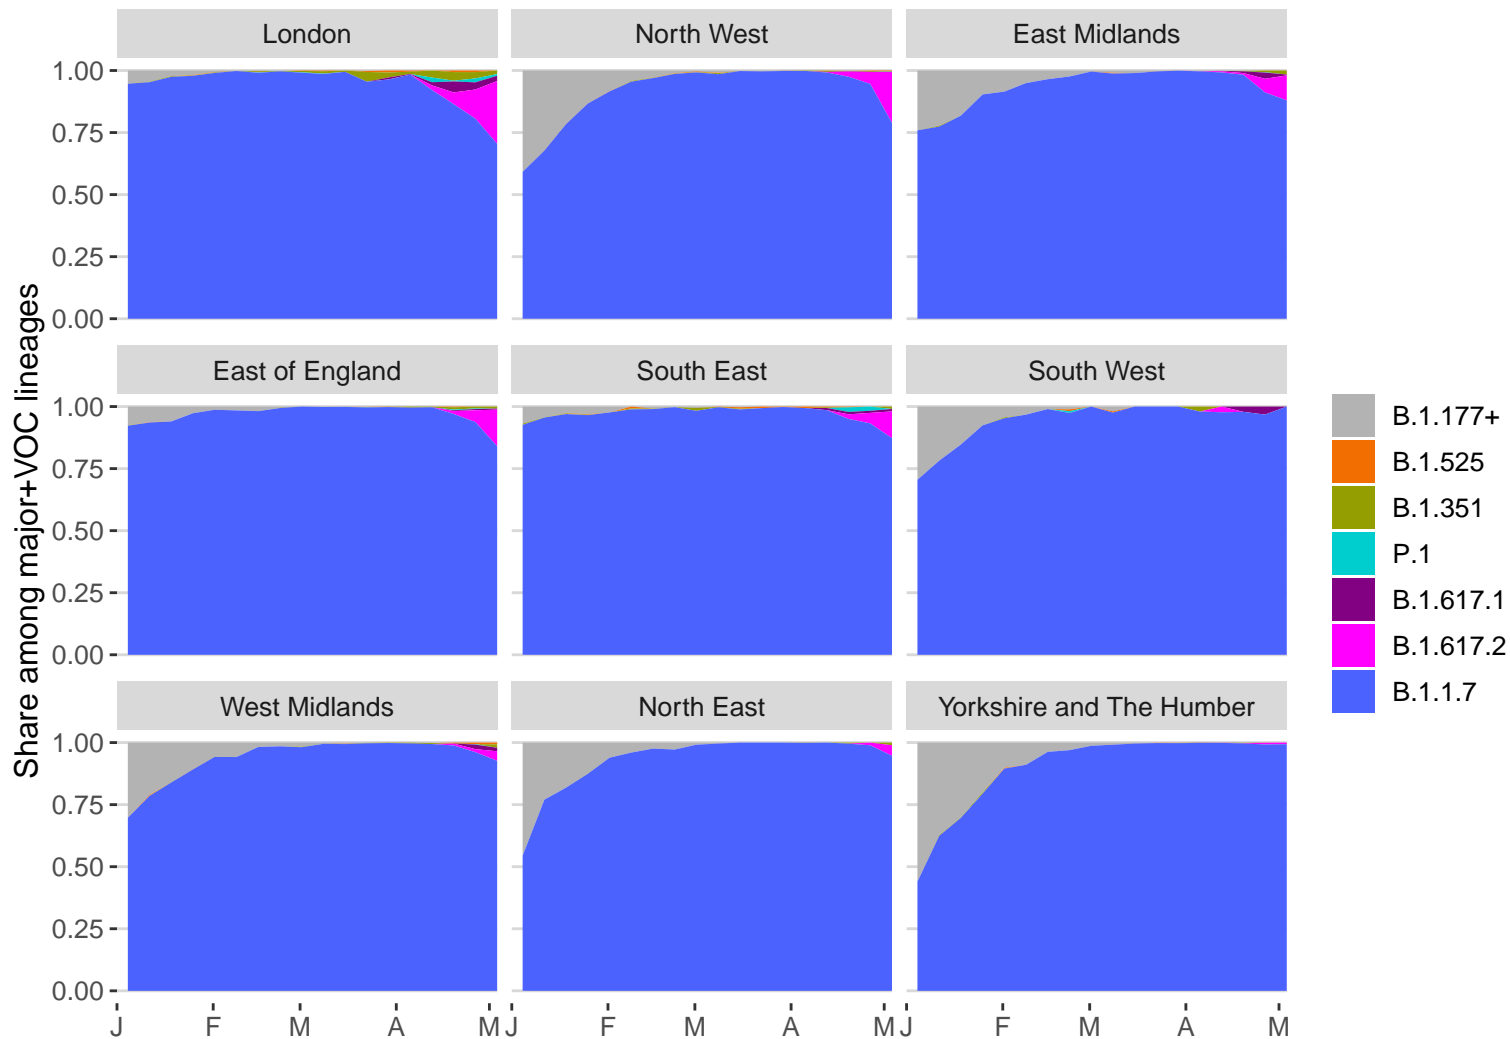 London
North West
East Midlands
1.00
0.75
0.50
0.25
0.00
East of England
South East
South West
1.00
0.75
0.50
0.25
0.00
West Midlands
North East
Yorkshire and The Humber
1.00
0.75
0.50
0.25
0.00
J F M A M
J F M A M
J F M A M
Share among major+VOC lineages
B.1.177+
B.1.525
B.1.351
P.1
B.1.617.1
B.1.617.2
B.1.1.7